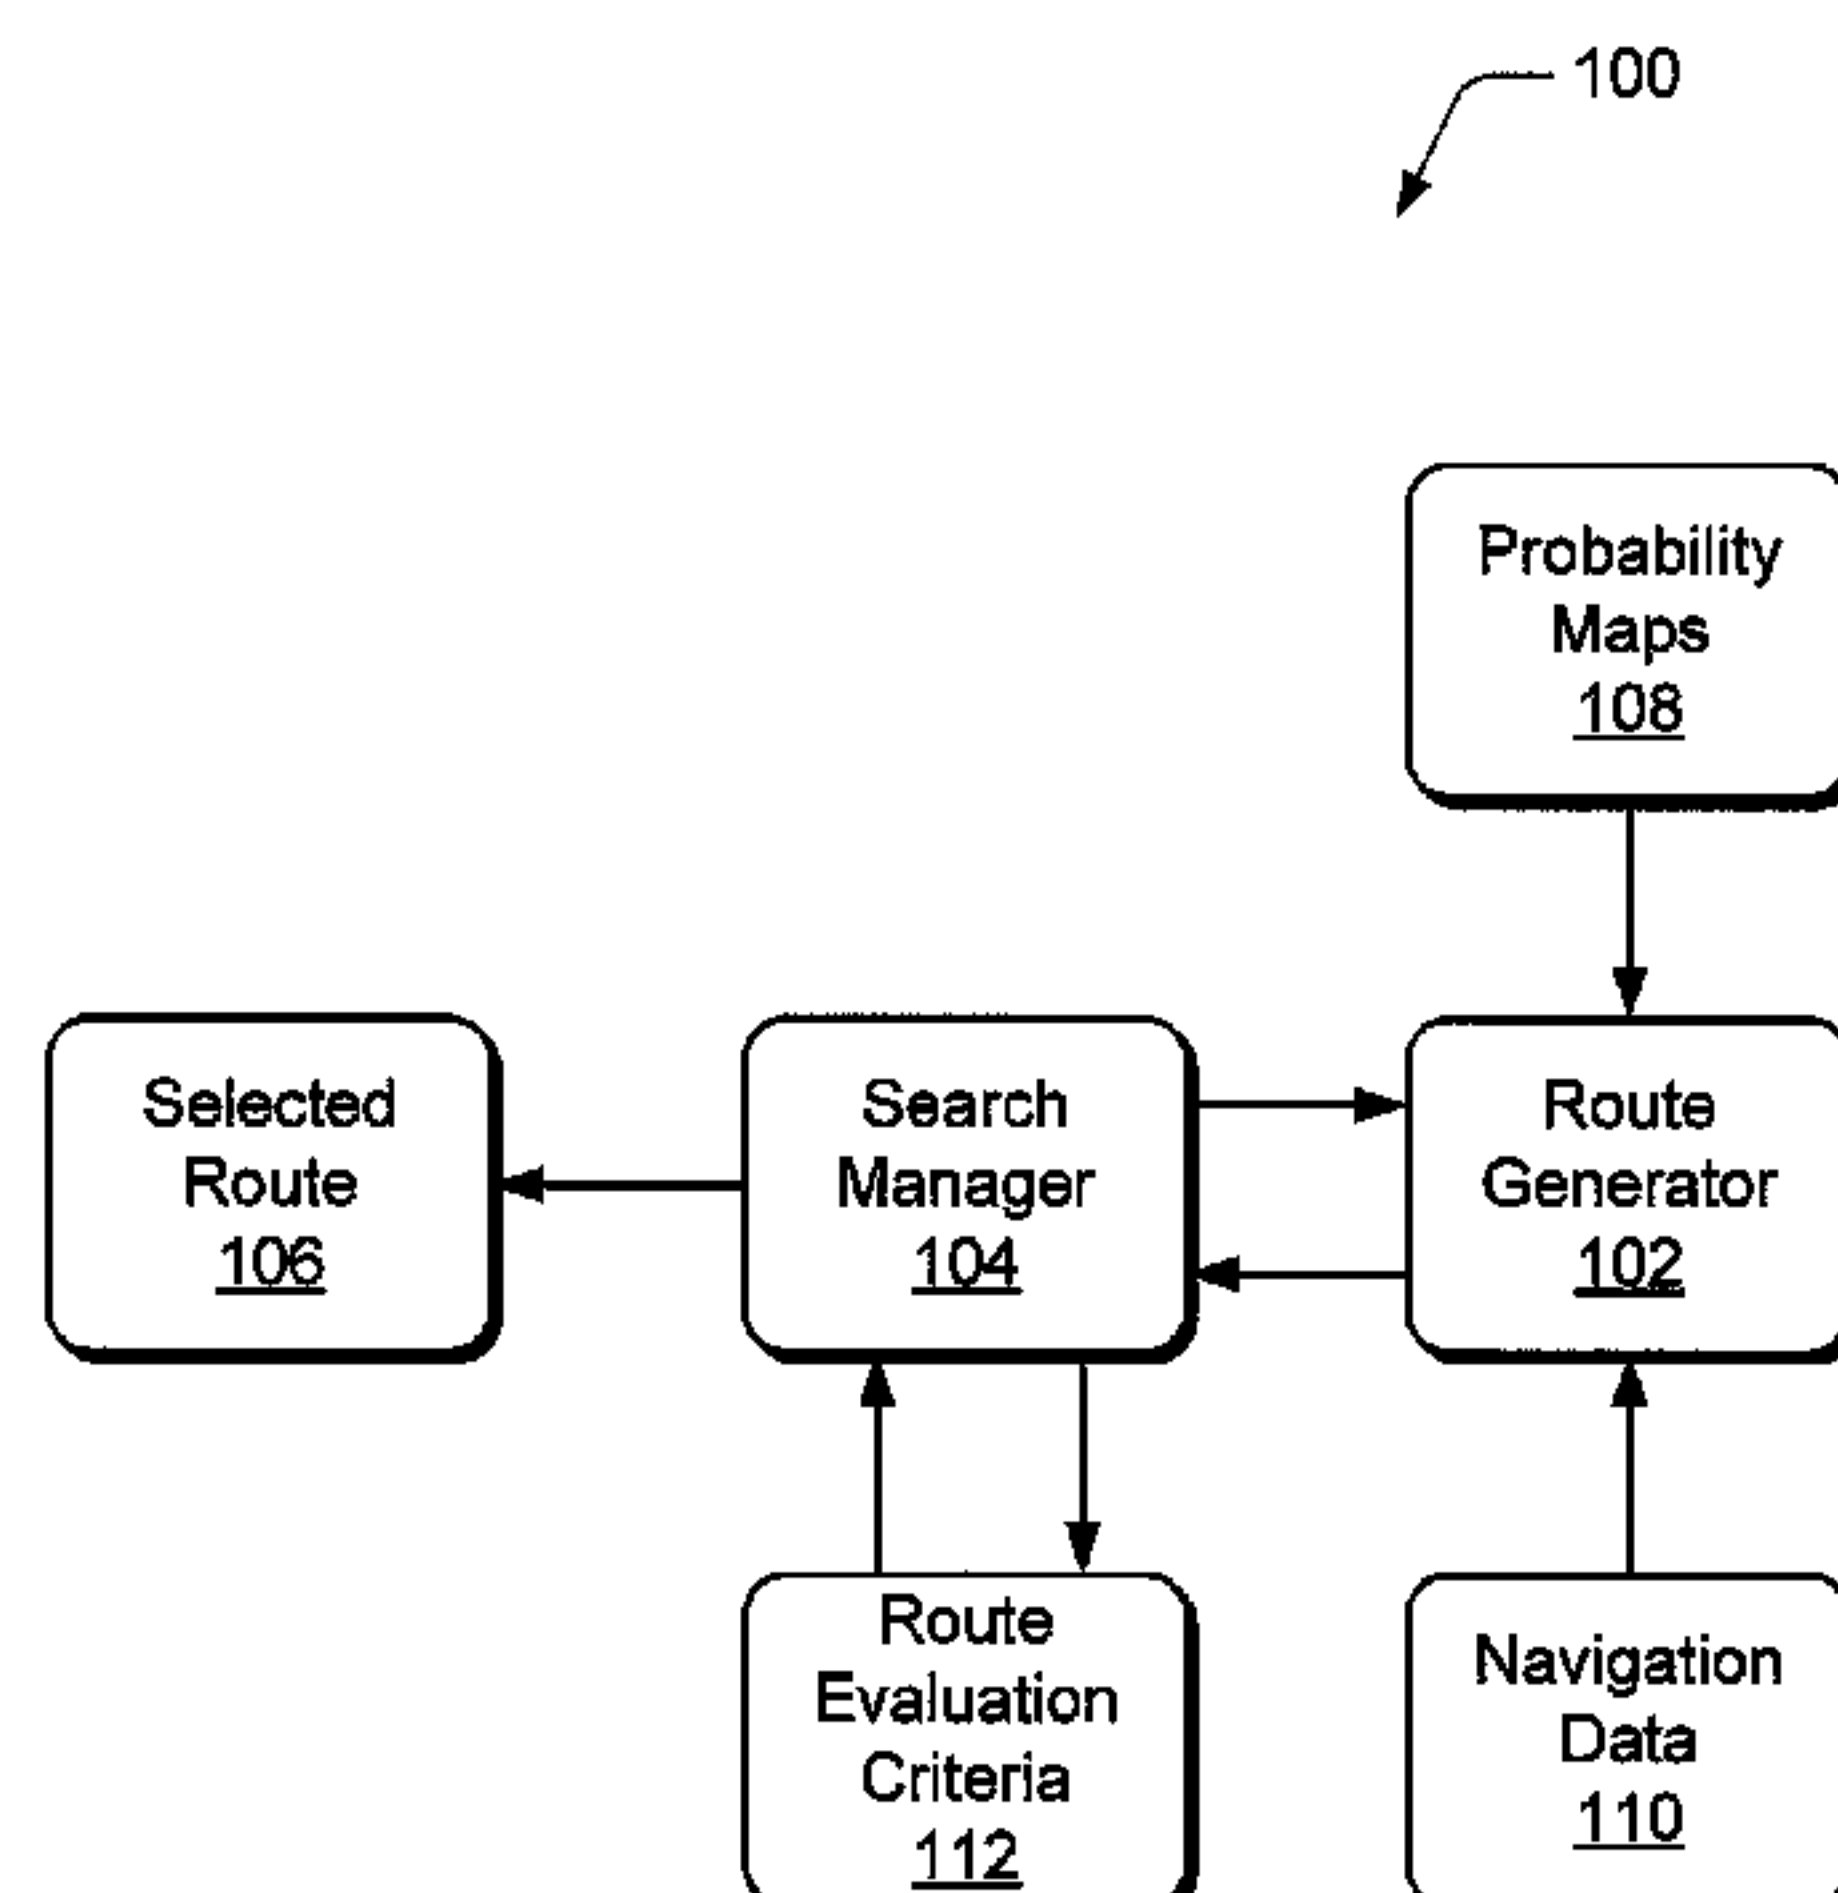 100
Probability
Maps
108
Selected
Route
106
Search
Manager
104
Route
Generator
102
Route
Evaluation
Criteria
112
Navigation
Data
110